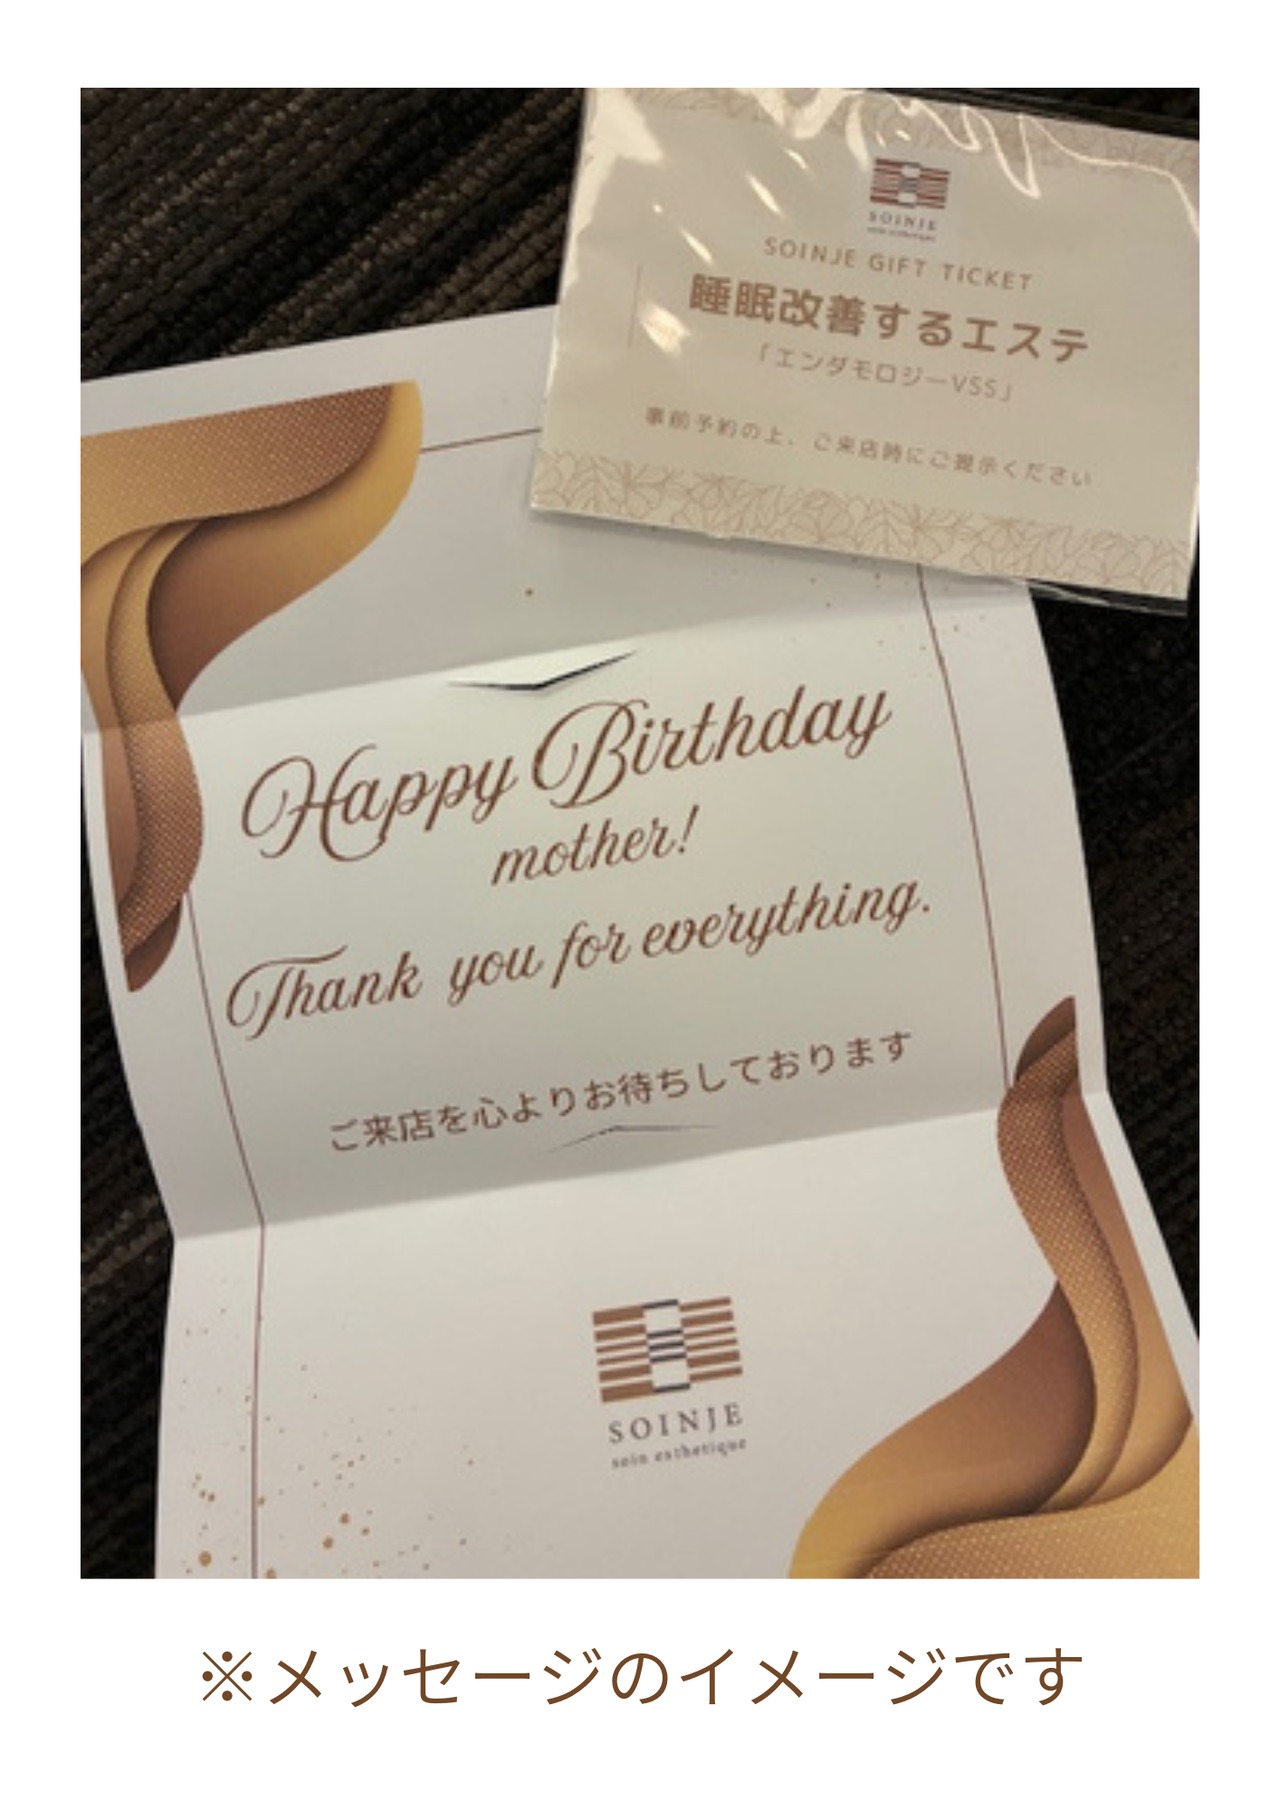 SOINJE
soin esthetique
SOINJE GIFT TICKET
睡眠改善するエステ
「エンダモロジーVSS」
事前予約の上、ご来店時にご提示ください
Happy Birthday
mother!
Thank you for everything.
ご来店を心よりお待ちしております
SOINJE
soin esthetique
※メッセージのイメージです